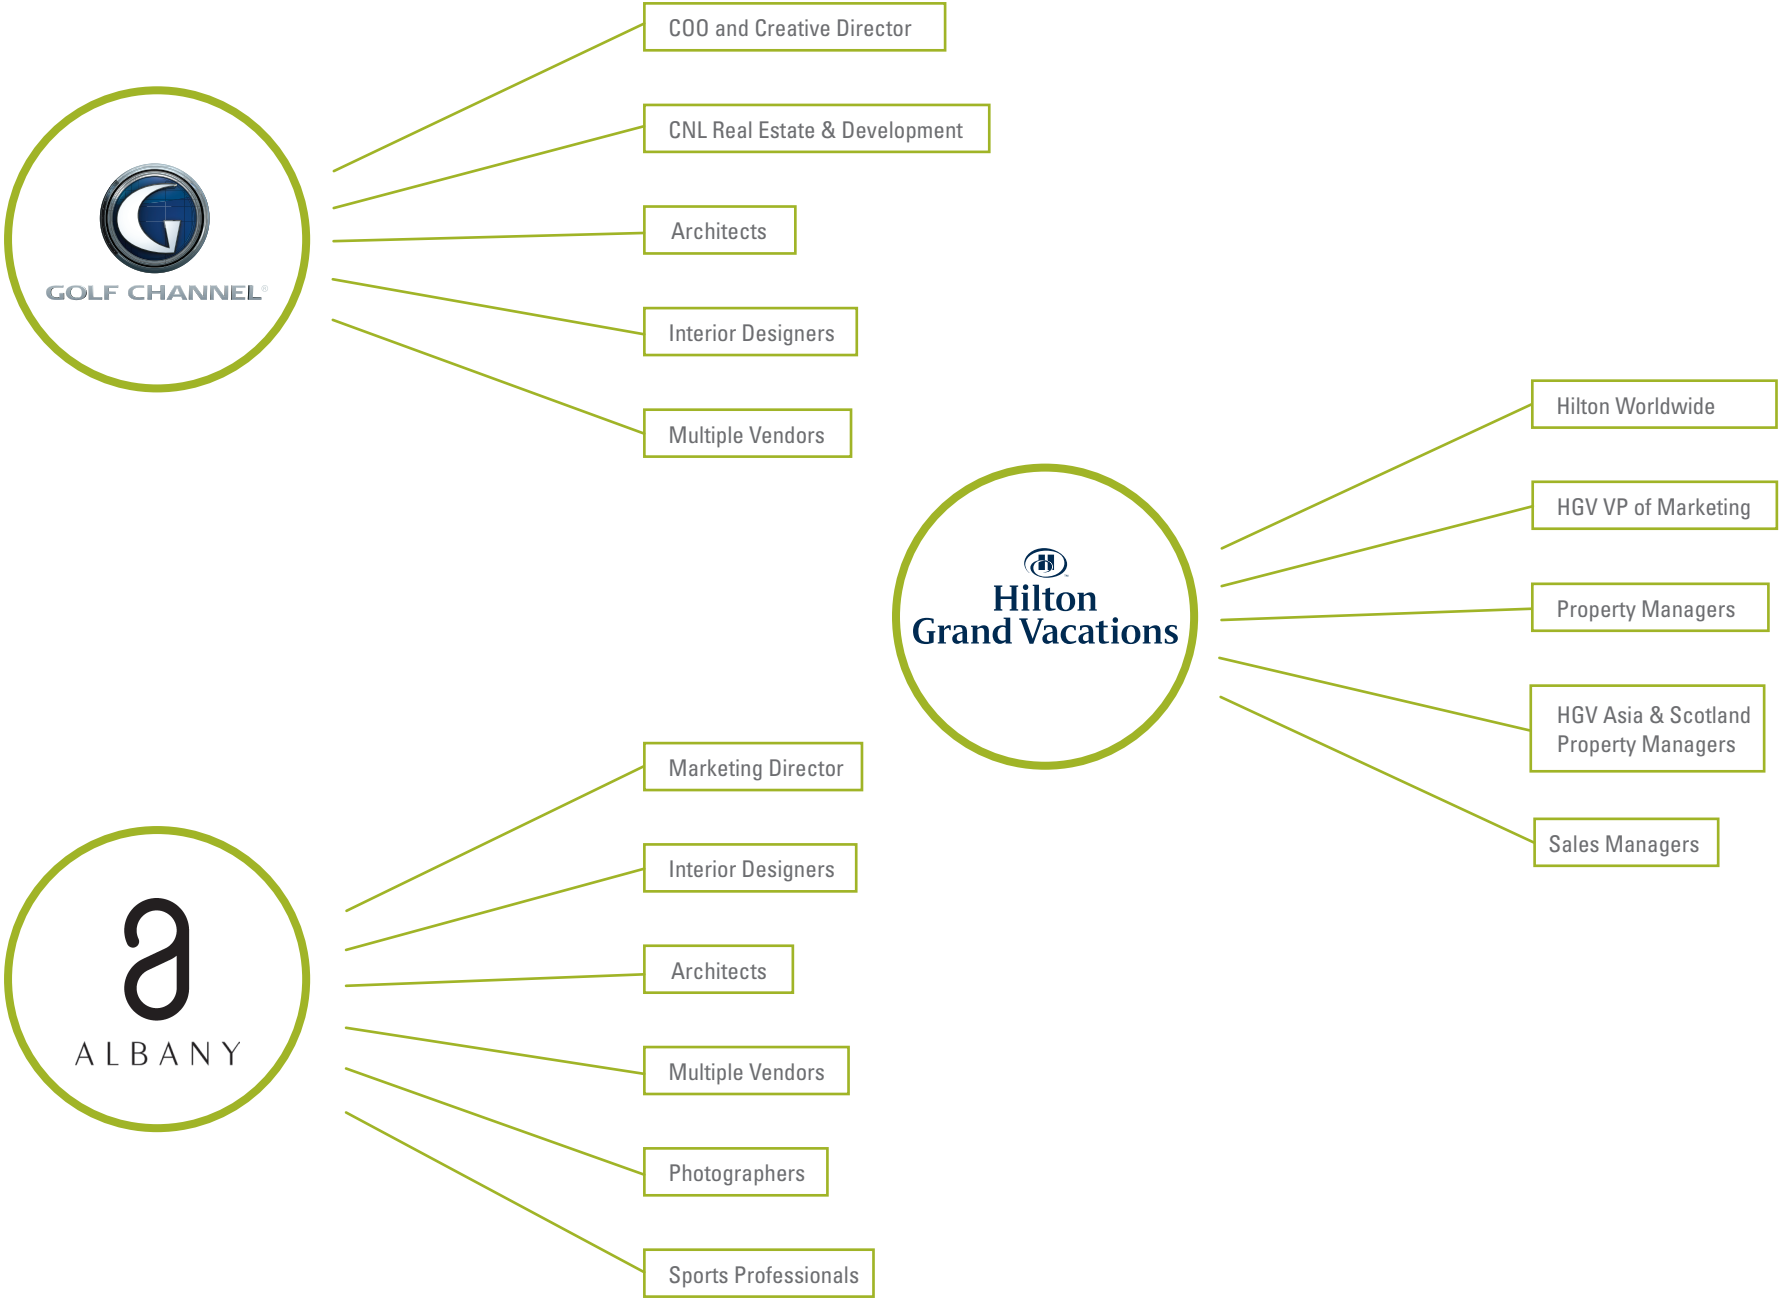 COO and Creative Director
CNL Real Estate & Development
Architects
Interior Designers
Multiple Vendors
GOLF CHANNEL®
Hilton Worldwide
HGV VP of Marketing
Property Managers
HGV Asia & Scotland
Property Managers
Sales Managers
H
Hilton
Grand Vacations
Marketing Director
Interior Designers
Architects
Multiple Vendors
Photographers
Sports Professionals
ALBANY